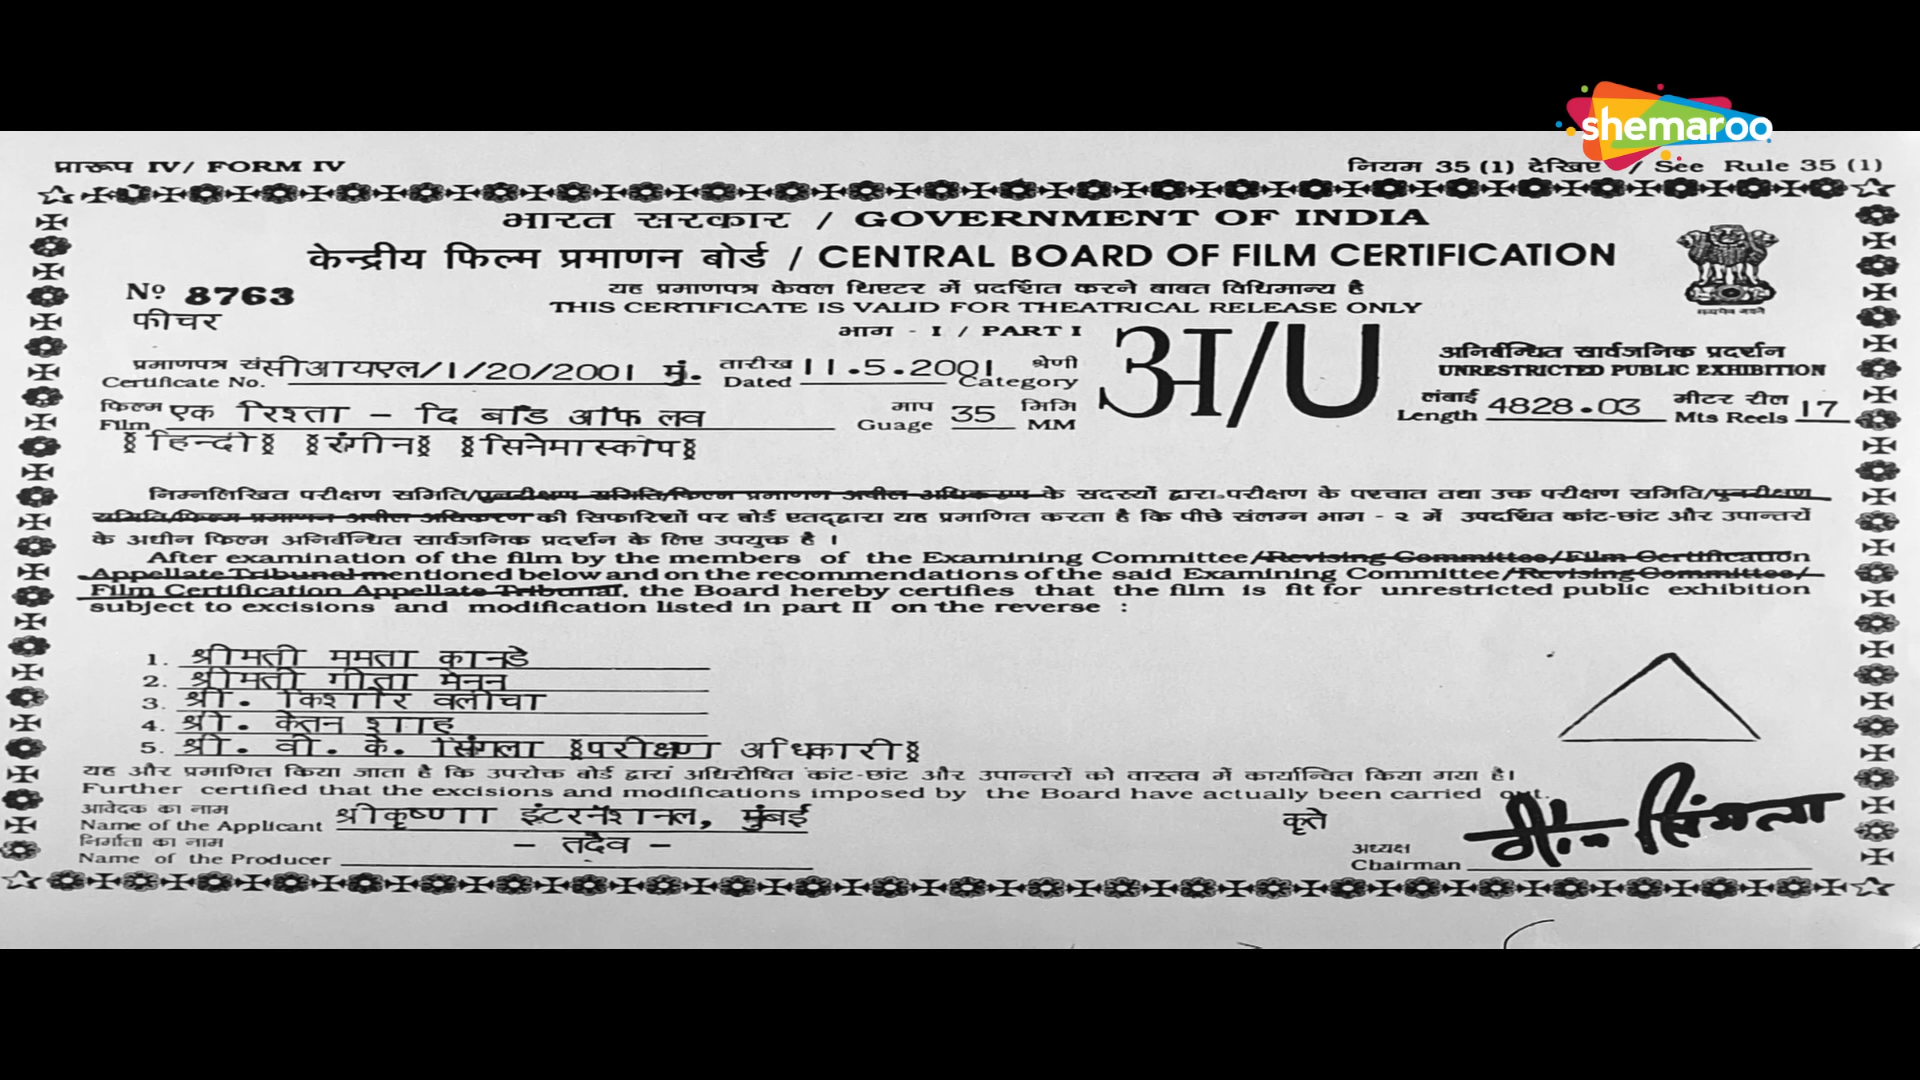 shemaroo
प्रारूप IV/ FORM IV
नियम 35 (1) देखिए / See Rule 35 (1)
भारत सरकार / GOVERNMENT OF INDIA
केन्द्रीय फिल्म प्रमाणन बोर्ड / CENTRAL BOARD OF FILM CERTIFICATION
Nº 8763
यह प्रमाणपत्र केवल थिएटर में प्रदर्शित करने बाबत विधिमान्य है
THIS CERTIFICATE IS VALID FOR THEATRICAL RELEASE ONLY
फीचर
भाग - I / PART I
अ/U
प्रमाणपत्र सं सीआयएल/1/20/2001 मुं. तारीख 11.5.2001 श्रेणी
Certificate No. Dated Category
अनिर्बन्धित सार्वजनिक प्रदर्शन
UNRESTRICTED PUBLIC EXHIBITION
फिल्म एक रिश्ता - दि बांड ऑफ लव माप 35 मिमि
Film Guage MM
लंबाई 4828.03 मीटर रील 17
Length Mts Reels
हिन्दी रंगीन सिनेमास्कोप
निम्नलिखित परीक्षण समिति/पुनरीक्षण समिति/फिल्म प्रमाणन अपील अधिकरण के सदस्यों द्वारा परीक्षण के पश्चात तथा उक्त परीक्षण समिति/पुनरीक्षण
समिति/फिल्म प्रमाणन अपील अधिकरण की सिफारिशों पर बोर्ड एतद्द्वारा यह प्रमाणित करता है कि पीछे संलग्न भाग - २ में उपदर्शित कांट-छांट और उपान्तरों
के अधीन फिल्म अनिर्बन्धित सार्वजनिक प्रदर्शन के लिए उपयुक्त है ।
After examination of the film by the members of the Examining Committee/Revising Committee/Film Certification
Appellate Tribunal mentioned below and on the recommendations of the said Examining Committee/Revising Committee/
Film Certification Appellate Tribunal, the Board hereby certifies that the film is fit for unrestricted public exhibition
subject to excisions and modification listed in part II on the reverse :
1. श्रीमती ममता कानडे
2. श्रीमती गीता मेनन
3. श्री. किशोर वलीचा
4. श्री. केतन शाह
5. श्री. वी. के. सिंगला परीक्षण अधिकारी
यह और प्रमाणित किया जाता है कि उपरोक्त बोर्ड द्वारा अधिरोपित कांट-छांट और उपान्तरों को वास्तव में कार्यान्वित किया गया है।
Further certified that the excisions and modifications imposed by the Board have actually been carried out.
आवेदक का नाम श्रीकृष्णा इंटरनॅशनल, मुंबई
Name of the Applicant
कृते
निर्माता का नाम - तदैव -
Name of the Producer
अध्यक्ष
Chairman
वी.के. सिंगला